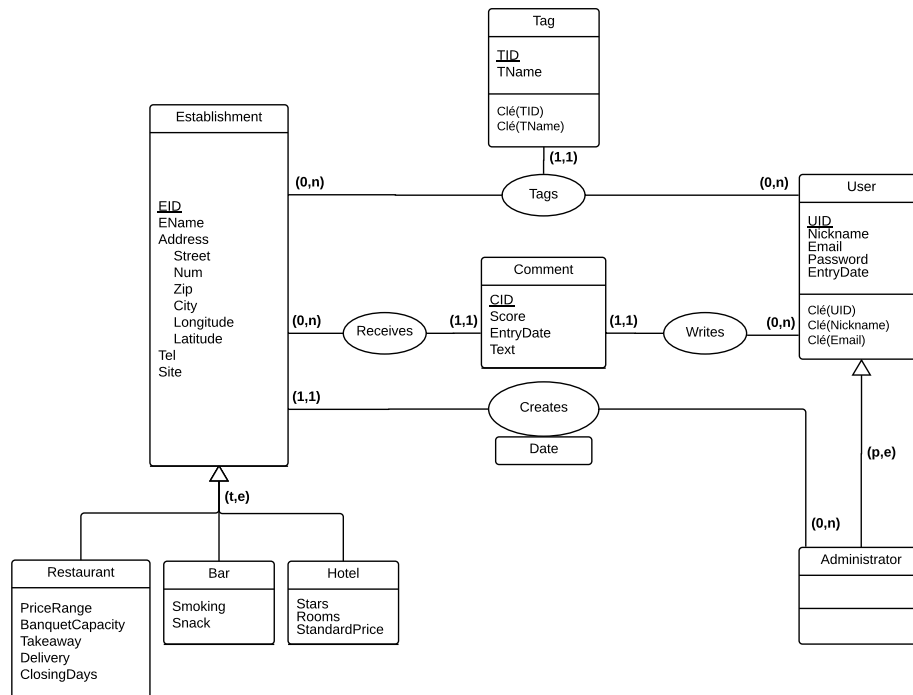 Tag
TID
TName
Clé(TID)
Clé(TName)
(1,1)
Establishment
EID
EName
Address
Street
Num
Zip
City
Longitude
Latitude
Tel
Site
(0,n)
Tags
(0,n)
User
UID
Nickname
Email
Password
EntryDate
Clé(UID)
Clé(Nickname)
Clé(Email)
Comment
CID
Score
EntryDate
Text
(0,n)
Receives
(1,1)
(1,1)
Writes
(0,n)
(1,1)
Creates
Date
(p,e)
(t,e)
(0,n)
Restaurant
PriceRange
BanquetCapacity
Takeaway
Delivery
ClosingDays
Bar
Smoking
Snack
Hotel
Stars
Rooms
StandardPrice
Administrator